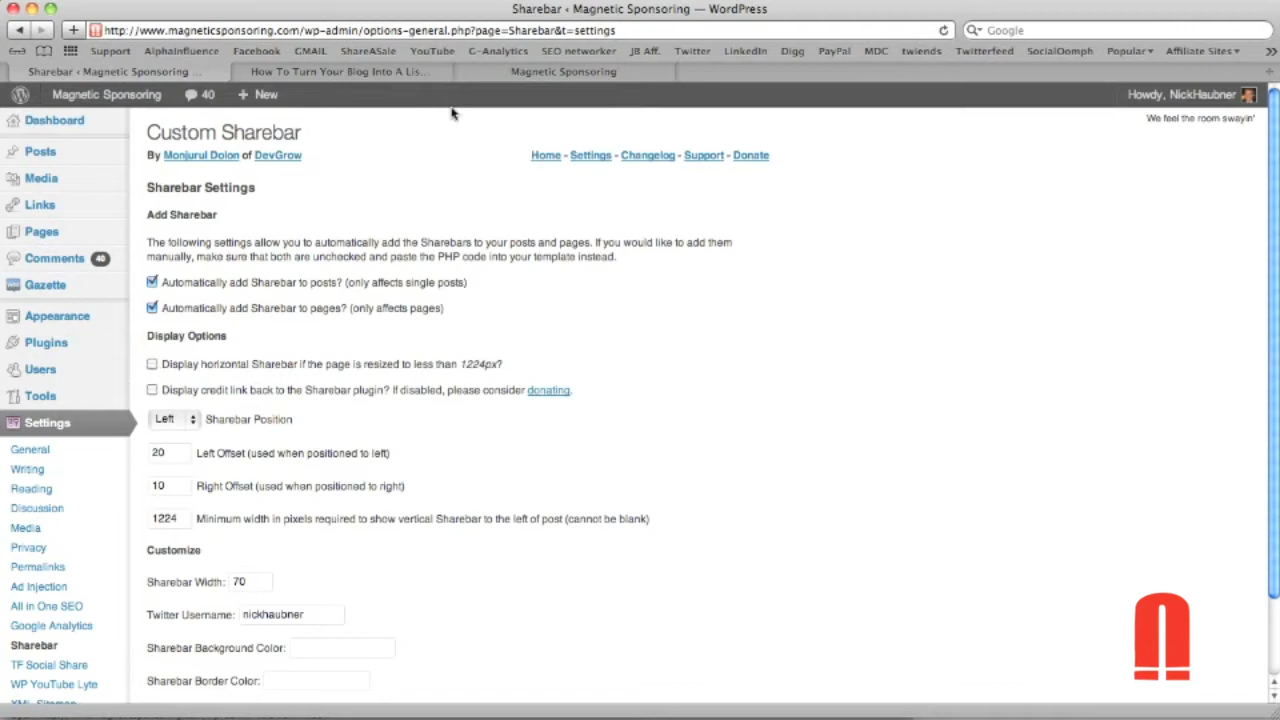 Sharebar ‹ Magnetic Sponsoring — WordPress
http://www.magneticsponsoring.com/wp-admin/options-general.php?page=Sharebar&t=settings
Google
Support AlphaInfluence Facebook GMAIL ShareASale YouTube G-Analytics SEO networker JB Aff. Twitter LinkedIn Digg PayPal MDC twiends Twitterfeed SocialOomph Popular Affiliate Sites
Sharebar ‹ Magnetic Sponsoring ... How To Turn Your Blog Into A Lis... Magnetic Sponsoring
Magnetic Sponsoring 40 + New Howdy, NickHaubner
We feel the room swayin'
Dashboard
Posts
Media
Links
Pages
Comments 40
Gazette
Appearance
Plugins
Users
Tools
Settings
General
Writing
Reading
Discussion
Media
Privacy
Permalinks
Ad Injection
All in One SEO
Google Analytics
Sharebar
TF Social Share
WP YouTube Lyte
XML-Sitemap
Custom Sharebar
By Monjurul Dolon of DevGrow
Home - Settings - Changelog - Support - Donate
Sharebar Settings
Add Sharebar
The following settings allow you to automatically add the Sharebars to your posts and pages. If you would like to add them
manually, make sure that both are unchecked and paste the PHP code into your template instead.
Automatically add Sharebar to posts? (only affects single posts)
Automatically add Sharebar to pages? (only affects pages)
Display Options
Display horizontal Sharebar if the page is resized to less than 1224px?
Display credit link back to the Sharebar plugin? If disabled, please consider donating.
Left Sharebar Position
20 Left Offset (used when positioned to left)
10 Right Offset (used when positioned to right)
1224 Minimum width in pixels required to show vertical Sharebar to the left of post (cannot be blank)
Customize
Sharebar Width: 70
Twitter Username: nickhaubner
Sharebar Background Color:
Sharebar Border Color: